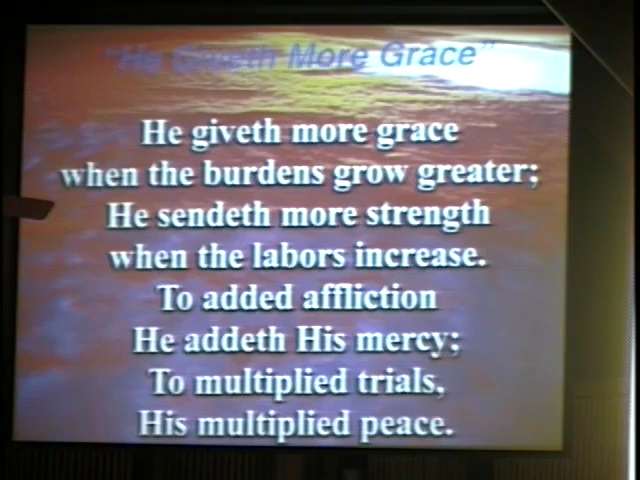 "He Giveth More Grace"
He giveth more grace
when the burdens grow greater;
He sendeth more strength
when the labors increase.
To added affliction
He addeth His mercy;
To multiplied trials,
His multiplied peace.